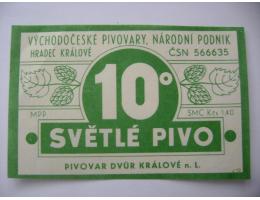 VÝCHODOČESKÉ PIVOVARY, NÁRODNÍ PODNIK
HRADEC KRÁLOVÉ ČSN 566635
10°
MPP SMC Kčs 1,40
SVĚTLÉ PIVO
PIVOVAR DVŮR KRÁLOVÉ n. L.